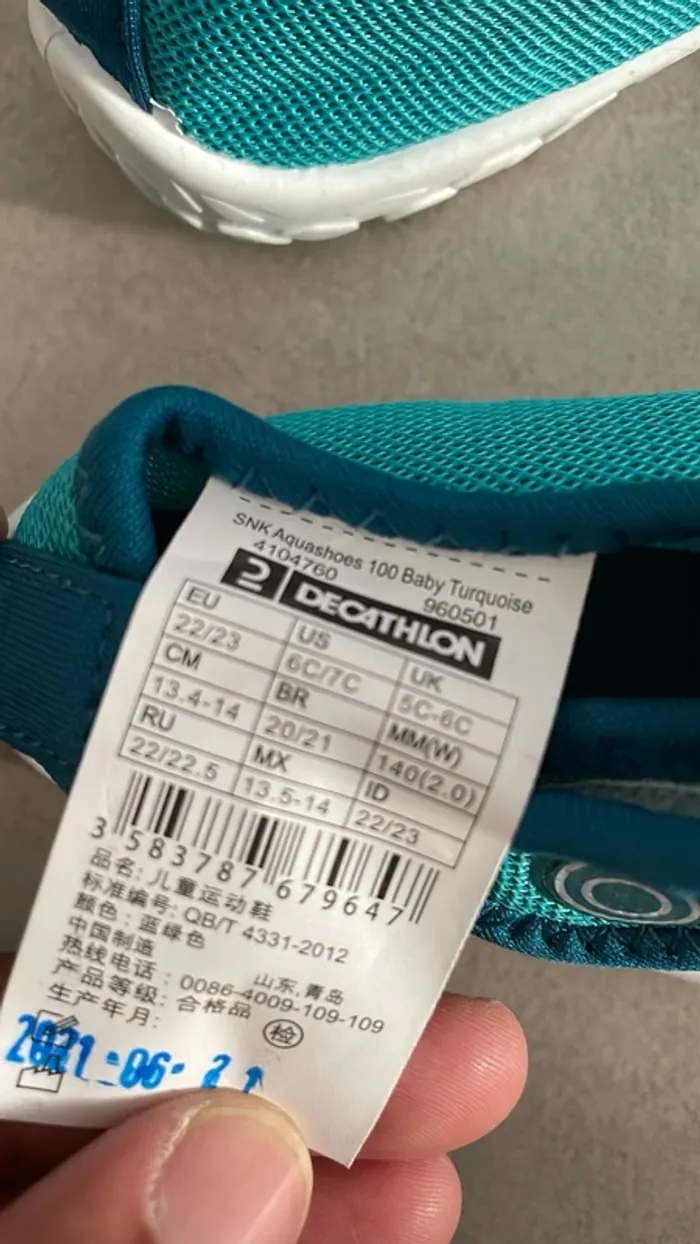 SNK Aquashoes 100 Baby Turquoise
4104760 960501
DECATHLON
EU US UK
22/23 6C/7C 5C-6C
CM BR MM(W)
13.4-14 20/21 140(2.0)
RU MX ID
22/22.5 13.5-14 22/23
3 583787 679647
品名: 儿童运动鞋
标准编号: QB/T 4331-2012
颜色: 蓝绿色
中国制造 山东,青岛
热线电话: 0086-4009-109-109
产品等级: 合格品
生产年月: 检
2021-06-